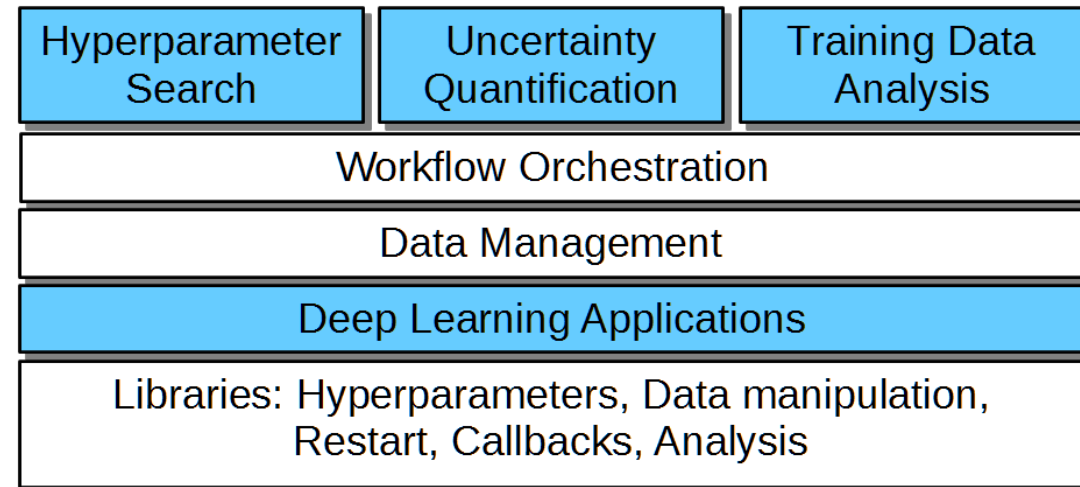 Hyperparameter
Search
Uncertainty
Quantification
Training Data
Analysis
Workflow Orchestration
Data Management
Deep Learning Applications
Libraries: Hyperparameters, Data manipulation,
Restart, Callbacks, Analysis